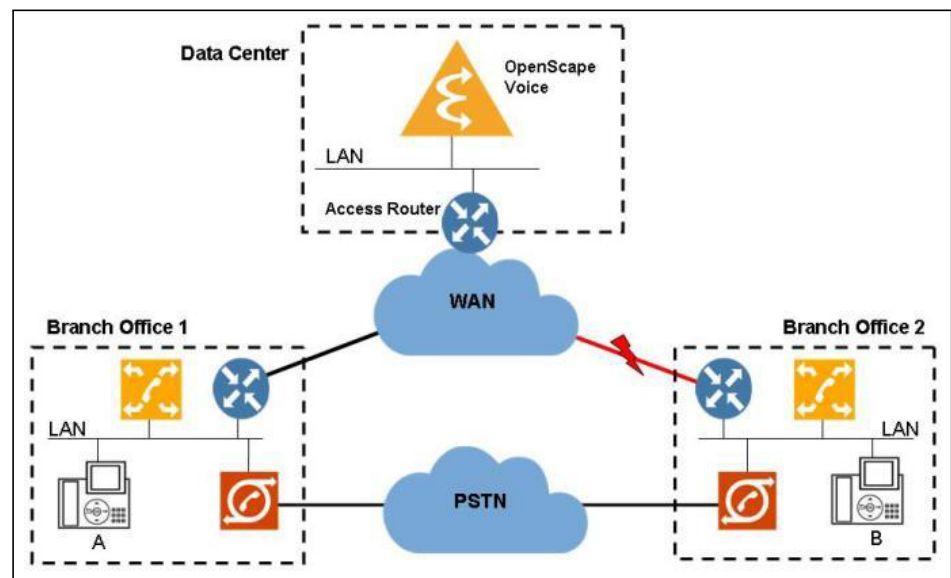 Data Center
OpenScape
Voice
LAN
Access Router
WAN
Branch Office 1
Branch Office 2
LAN
LAN
PSTN
A
B